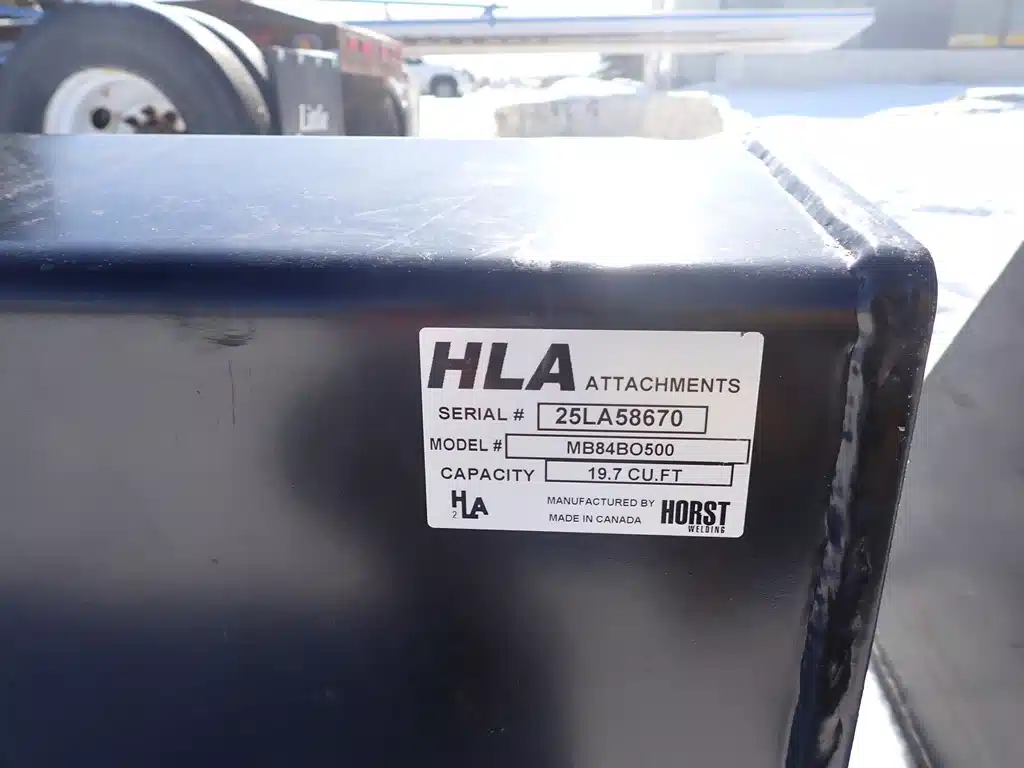 HLA ATTACHMENTS
SERIAL # 25LA58670
MODEL # MB84BO500
CAPACITY 19.7 CU.FT
HLA
2.
MANUFACTURED BY
MADE IN CANADA
HORST
WELDING